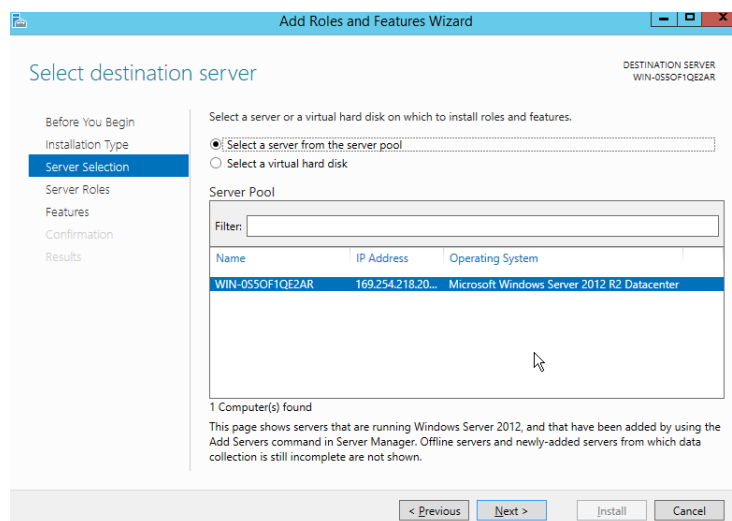 Add Roles and Features Wizard
Select destination server
DESTINATION SERVER
WIN-0S5OF1QE2AR
Before You Begin
Installation Type
Server Selection
Server Roles
Features
Confirmation
Results
Select a server or a virtual hard disk on which to install roles and features.
Select a server from the server pool
Select a virtual hard disk
Server Pool
Filter:
Name IP Address Operating System
WIN-0S5OF1QE2AR 169.254.218.20... Microsoft Windows Server 2012 R2 Datacenter
1 Computer(s) found
This page shows servers that are running Windows Server 2012, and that have been added by using the
Add Servers command in Server Manager. Offline servers and newly-added servers from which data
collection is still incomplete are not shown.
< Previous Next > Install Cancel